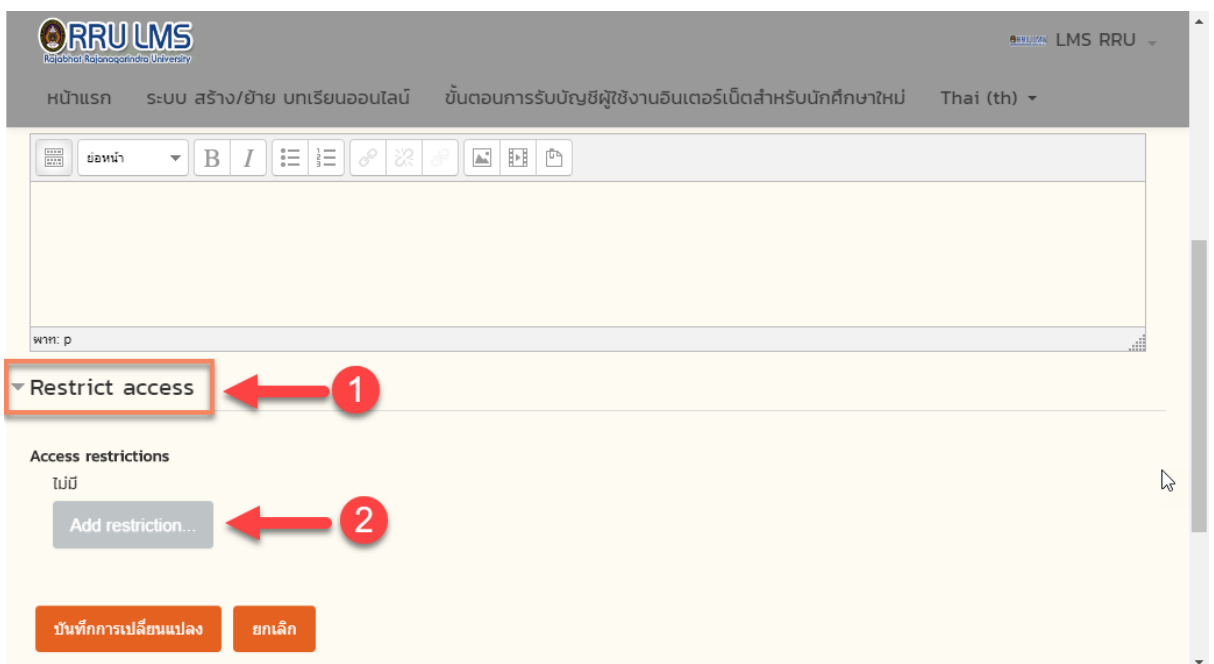 RRU LMS
Rajabhat Rajanagarindra University
LMS RRU
หน้าแรก ระบบ สร้าง/ย้าย บทเรียนออนไลน์ ขั้นตอนการรับบัญชีผู้ใช้งานอินเตอร์เน็ตสำหรับนักศึกษาใหม่ Thai (th)
ย่อหน้า B I
พาท: p
Restrict access 1
Access restrictions
ไม่มี
Add restriction... 2
บันทึกการเปลี่ยนแปลง ยกเลิก